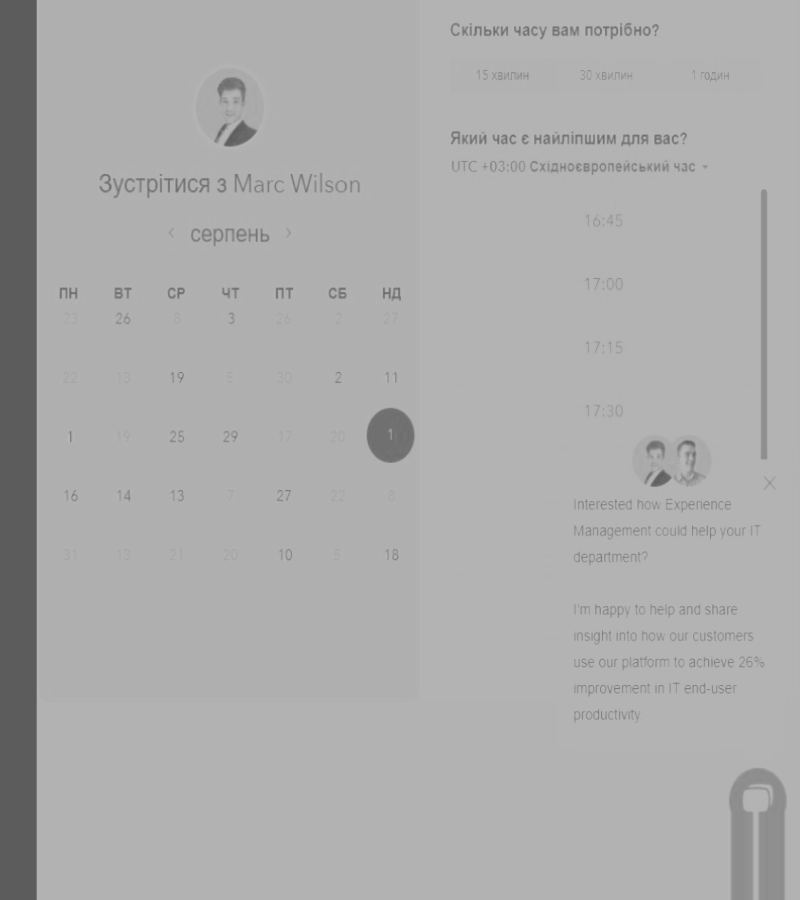 Зустрітися з Marc Wilson
серпень
ПН ВТ СР ЧТ ПТ СБ НД
23 26 8 3 26 2 27
22 13 19 5 30 2 11
1 19 25 29 17 20 1
16 14 13 7 27 22 8
31 13 21 20 10 5 18
Скільки часу вам потрібно?
15 хвилин 30 хвилин 1 годин
Який час є найліпшим для вас?
UTC +03:00 Східноєвропейський час
16:45
17:00
17:15
17:30
Interested how Experience
Management could help your IT
department?
I'm happy to help and share
insight into how our customers
use our platform to achieve 26%
improvement in IT end-user
productivity